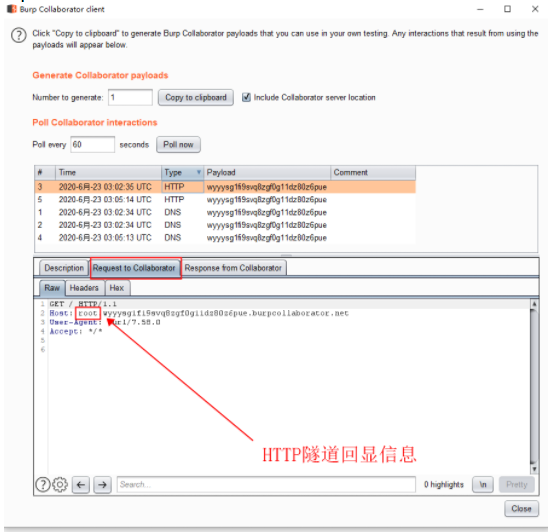 Burp Collaborator client
Click "Copy to clipboard" to generate Burp Collaborator payloads that you can use in your own testing. Any interactions that result from using the
payloads will appear below.
Generate Collaborator payloads
Number to generate: 1 Copy to clipboard Include Collaborator server location
Poll Collaborator interactions
Poll every 60 seconds Poll now
# Time Type Payload Comment
3 2020-6月-23 03:02:35 UTC HTTP wyyysg1fi9svq8zgf0g11dz80z6pue
5 2020-6月-23 03:05:14 UTC HTTP wyyysg1fi9svq8zgf0g11dz80z6pue
1 2020-6月-23 03:02:34 UTC DNS wyyysg1fi9svq8zgf0g11dz80z6pue
2 2020-6月-23 03:02:34 UTC DNS wyyysg1fi9svq8zgf0g11dz80z6pue
4 2020-6月-23 03:05:13 UTC DNS wyyysg1fi9svq8zgf0g11dz80z6pue
Description Request to Collaborator Response from Collaborator
Raw Headers Hex
1 GET / HTTP/1.1
2 Host: root.wyyysgifi9svq8zgf0giidz80z6pue.burpcollaborator.net
3 User-Agent: curl/7.58.0
4 Accept: */*
5
6
HTTP隧道回显信息
Search... 0 highlights \n Pretty
Close